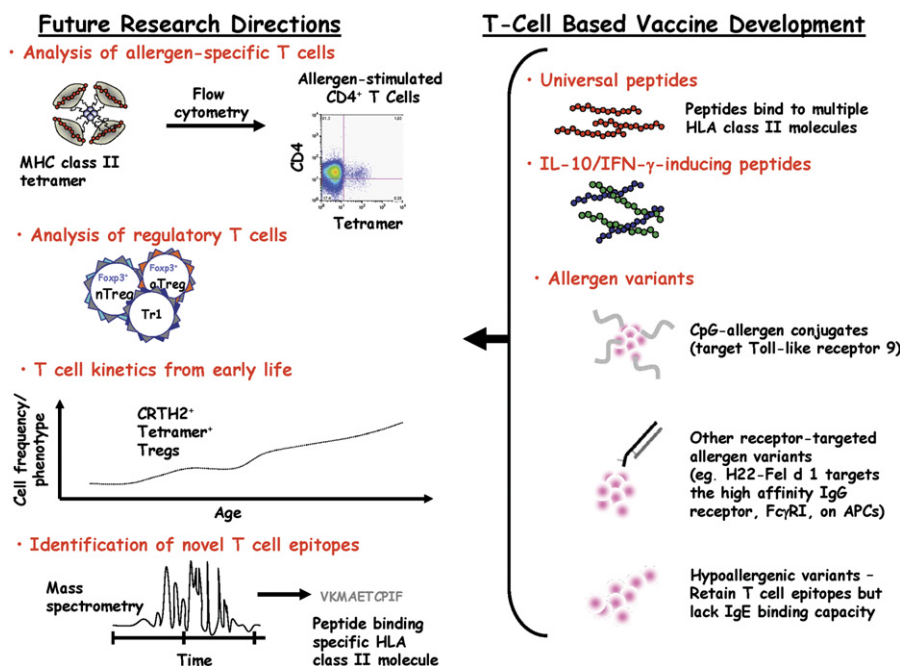 Future Research Directions
• Analysis of allergen-specific T cells
Flow
cytometry
MHC class II
tetramer
Allergen-stimulated
CD4⁺ T Cells
CD4
Tetramer
• Analysis of regulatory T cells
Foxp3⁺
nTreg
Foxp3⁺
aTreg
Tr1
• T cell kinetics from early life
Cell frequency/
phenotype
CRTH2⁺
Tetramer⁺
Tregs
Age
• Identification of novel T cell epitopes
Mass
spectrometry
Time
VKMAETCPIF
Peptide binding
specific HLA
class II molecule
T-Cell Based Vaccine Development
• Universal peptides
Peptides bind to multiple
HLA class II molecules
• IL-10/IFN-γ-inducing peptides
• Allergen variants
CpG-allergen conjugates
(target Toll-like receptor 9)
Other receptor-targeted
allergen variants
(eg. H22-Fel d 1 targets
the high affinity IgG
receptor, FcγRI, on APCs)
Hypoallergenic variants –
Retain T cell epitopes but
lack IgE binding capacity